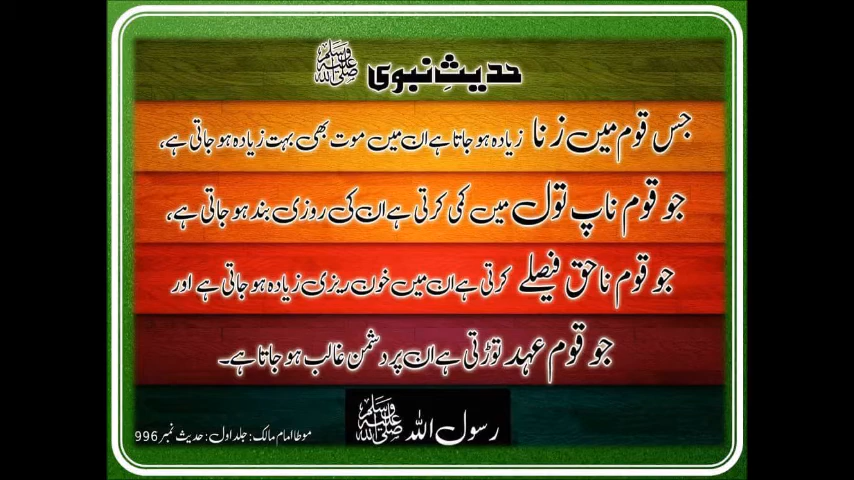 حدیثِ نبوی ﷺ
جس قوم میں زنا زیادہ ہو جاتا ہے ان میں موت بھی بہت زیادہ ہو جاتی ہے،
جو قوم ناپ تول میں کمی کرتی ہے ان کی روزی بند ہو جاتی ہے،
جو قوم ناحق فیصلے کرتی ہے ان میں خون ریزی زیادہ ہو جاتی ہے اور
جو قوم عہد توڑتی ہے ان پر دشمن غالب ہو جاتا ہے۔
رسول اللہ ﷺ
موطا امام مالک: جلد اول: حدیث نمبر 996